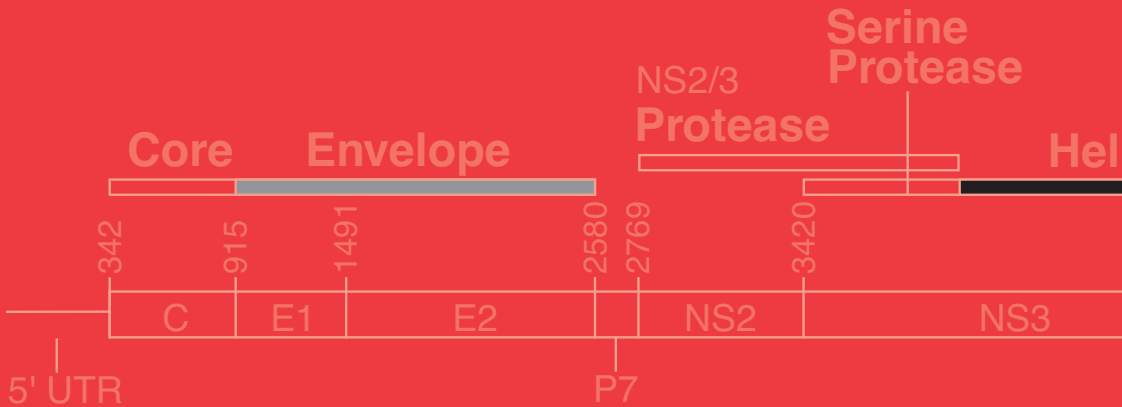 Serine
Protease
NS2/3
Protease
Core
Envelope
Hel
342
915
1491
2580
2769
3420
C
E1
E2
NS2
NS3
5' UTR
P7